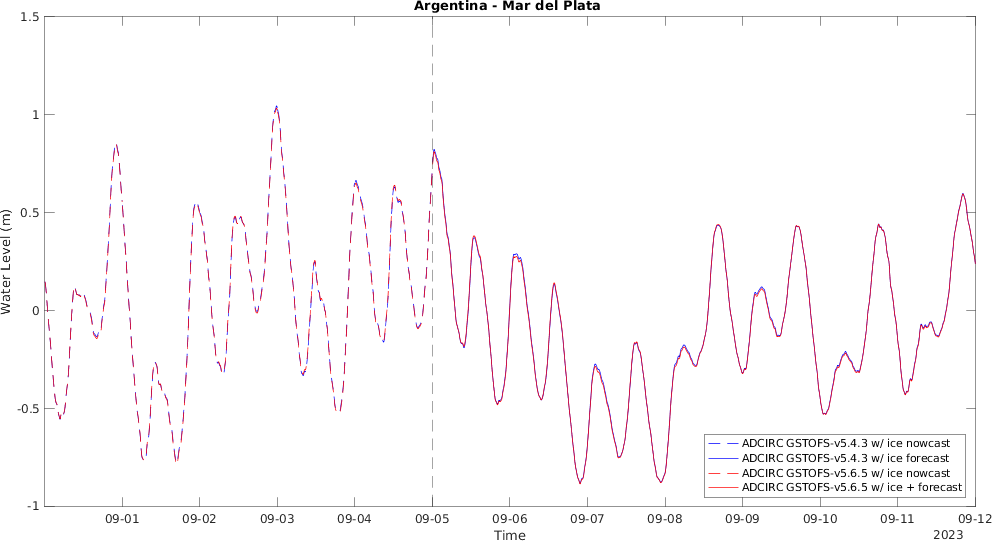 Argentina - Mar del Plata
1.5
1
0.5
0
-0.5
-1
Water Level (m)
ADCIRC GSTOFS-v5.4.3 w/ ice nowcast
ADCIRC GSTOFS-v5.4.3 w/ ice forecast
ADCIRC GSTOFS-v5.6.5 w/ ice nowcast
ADCIRC GSTOFS-v5.6.5 w/ ice + forecast
09-01 09-02 09-03 09-04 09-05 09-06 09-07 09-08 09-09 09-10 09-11 09-12
Time
2023